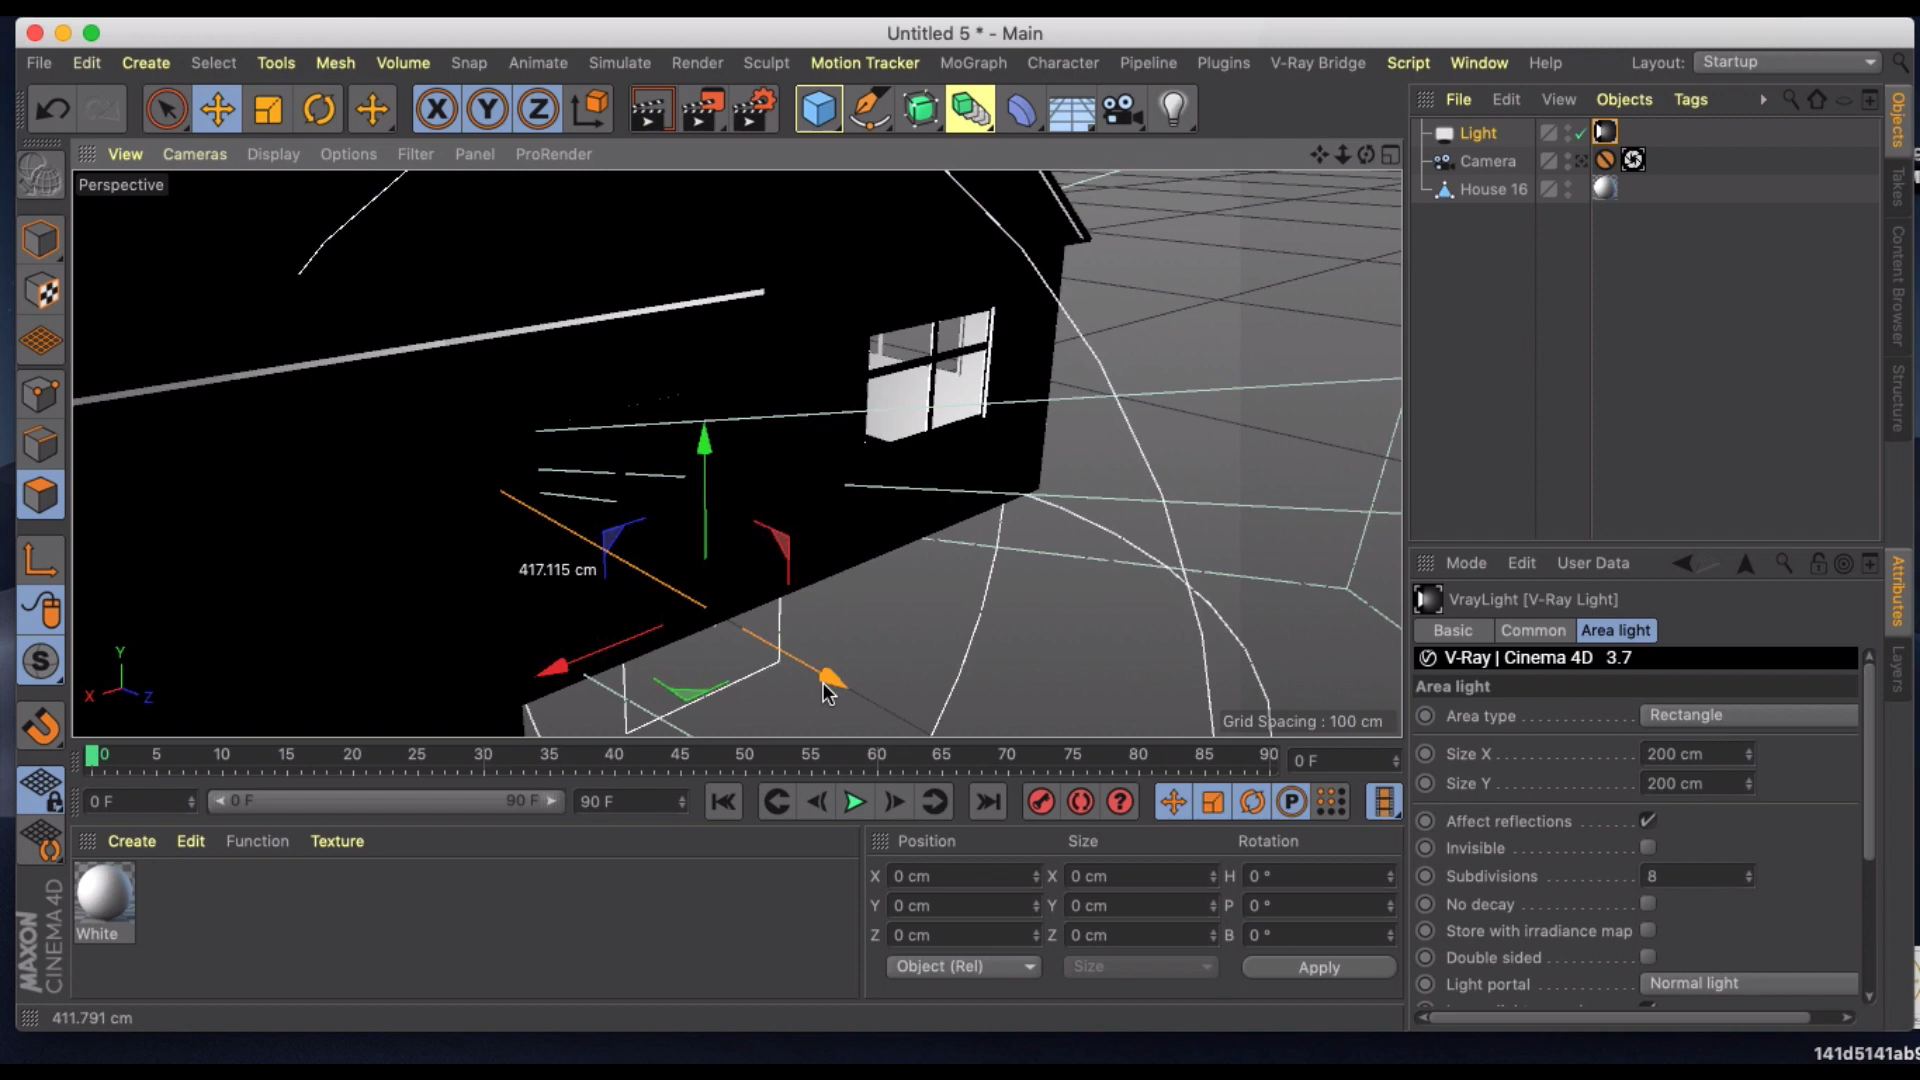 Untitled 5 * - Main
File Edit Create Select Tools Mesh Volume Snap Animate Simulate Render Sculpt Motion Tracker MoGraph Character Pipeline Plugins V-Ray Bridge Script Window Help Layout: Startup
X Y Z
View Cameras Display Options Filter Panel ProRender
Perspective
417.115 cm
Y
X Z
Grid Spacing : 100 cm
0 5 10 15 20 25 30 35 40 45 50 55 60 65 70 75 80 85 90 0 F
0 F 0 F 90 F 90 F P
S
Create Edit Function Texture
White
Position Size Rotation
X 0 cm X 0 cm H 0 °
Y 0 cm Y 0 cm P 0 °
Z 0 cm Z 0 cm B 0 °
Object (Rel) Size Apply
MAXON
CINEMA 4D
411.791 cm
File Edit View Objects Tags
Light
Camera
House 16
Objects
Takes
Content Browser
Structure
Mode Edit User Data
VrayLight [V-Ray Light]
Basic Common Area light
V-Ray | Cinema 4D 3.7
Area light
Area type Rectangle
Size X 200 cm
Size Y 200 cm
Affect reflections
Invisible
Subdivisions 8
No decay
Store with irradiance map
Double sided
Light portal Normal light
Attributes
Layers
141d5141ab9